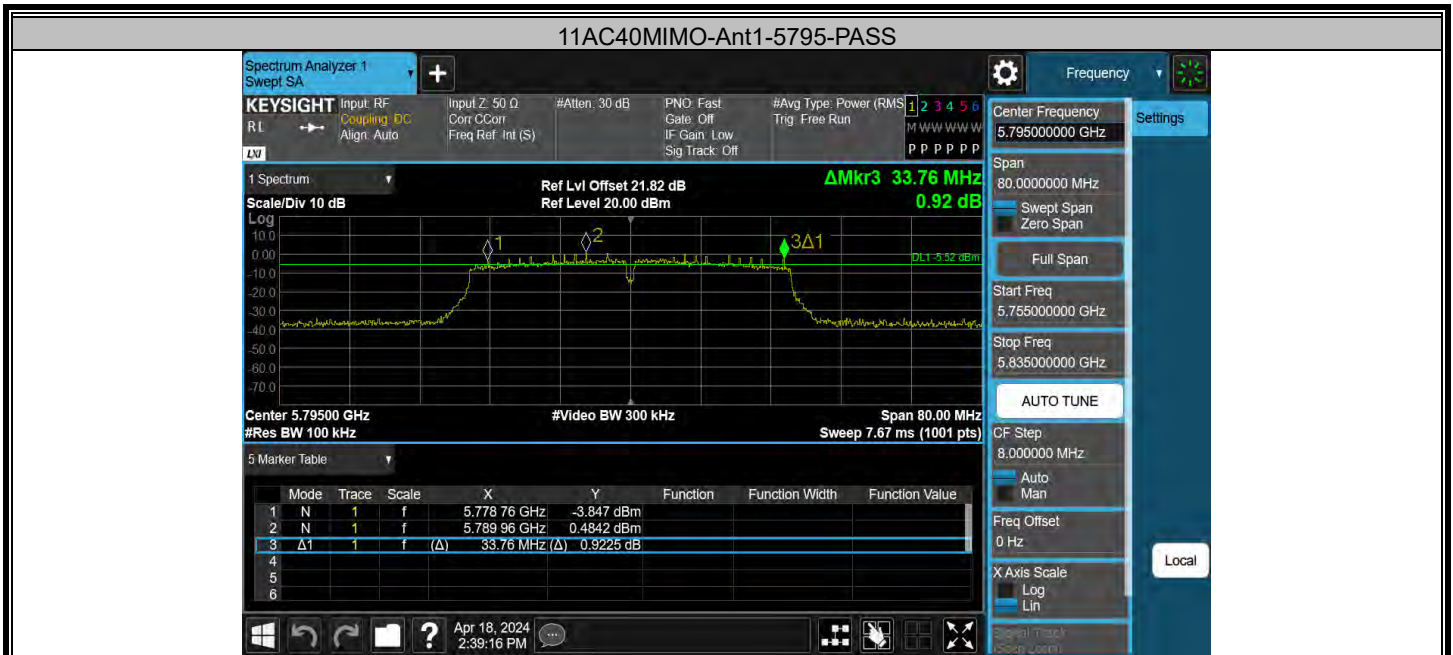 11AC40MIMO-Ant1-5795-PASS
Spectrum Analyzer 1
Swept SA
+
Frequency
KEYSIGHT
RL
LXI
Input: RF
Coupling: DC
Align: Auto
Input Z: 50 Ω
Corr CCorr
Freq Ref: Int (S)
#Atten: 30 dB
PNO: Fast
Gate: Off
IF Gain: Low
Sig Track: Off
#Avg Type: Power (RMS
Trig: Free Run
1 2 3 4 5 6
M W W W W W
P P P P P P
1 Spectrum
Scale/Div 10 dB
Ref Lvl Offset 21.82 dB
Ref Level 20.00 dBm
ΔMkr3 33.76 MHz
0.92 dB
Log
10.0
0.00
-10.0
-20.0
-30.0
-40.0
-50.0
-60.0
-70.0
1
2
3Δ1
DL1 -5.52 dBm
Center 5.79500 GHz
#Video BW 300 kHz
Span 80.00 MHz
#Res BW 100 kHz
Sweep 7.67 ms (1001 pts)
5 Marker Table
Mode Trace Scale X Y Function Function Width Function Value
1 N 1 f 5.778 76 GHz -3.847 dBm
2 N 1 f 5.789 96 GHz 0.4842 dBm
3 Δ1 1 f (Δ) 33.76 MHz (Δ) 0.9225 dB
4
5
6
Apr 18, 2024
2:39:16 PM
Center Frequency
5.795000000 GHz
Settings
Span
80.0000000 MHz
Swept Span
Zero Span
Full Span
Start Freq
5.755000000 GHz
Stop Freq
5.835000000 GHz
AUTO TUNE
CF Step
8.000000 MHz
Auto
Man
Freq Offset
0 Hz
X Axis Scale
Log
Lin
Local
Signal Track
(Span Zoom)